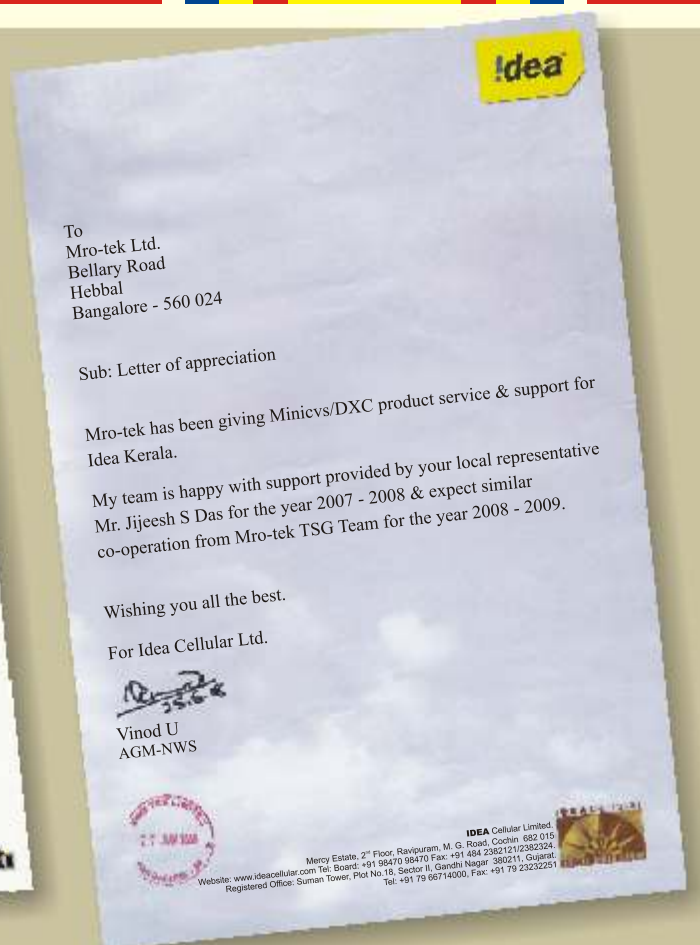 !dea
To
Mro-tek Ltd.
Bellary Road
Hebbal
Bangalore - 560 024
Sub: Letter of appreciation
Mro-tek has been giving Minicvs/DXC product service & support for
Idea Kerala.
My team is happy with support provided by your local representative
Mr. Jijeesh S Das for the year 2007 - 2008 & expect similar
co-operation from Mro-tek TSG Team for the year 2008 - 2009.
Wishing you all the best.
For Idea Cellular Ltd.
Vinod U
AGM-NWS
IDEA Cellular Limited.
Mercy Estate, 2nd Floor, Ravipuram, M. G. Road, Cochin 682 015
Website: www.ideacellular.com Tel: Board: +91 98470 98470 Fax: +91 484 2382121/2382324.
Registered Office: Suman Tower, Plot No.18, Sector II, Gandhi Nagar 380211, Gujarat.
Tel: +91 79 66714000, Fax: +91 79 23232251